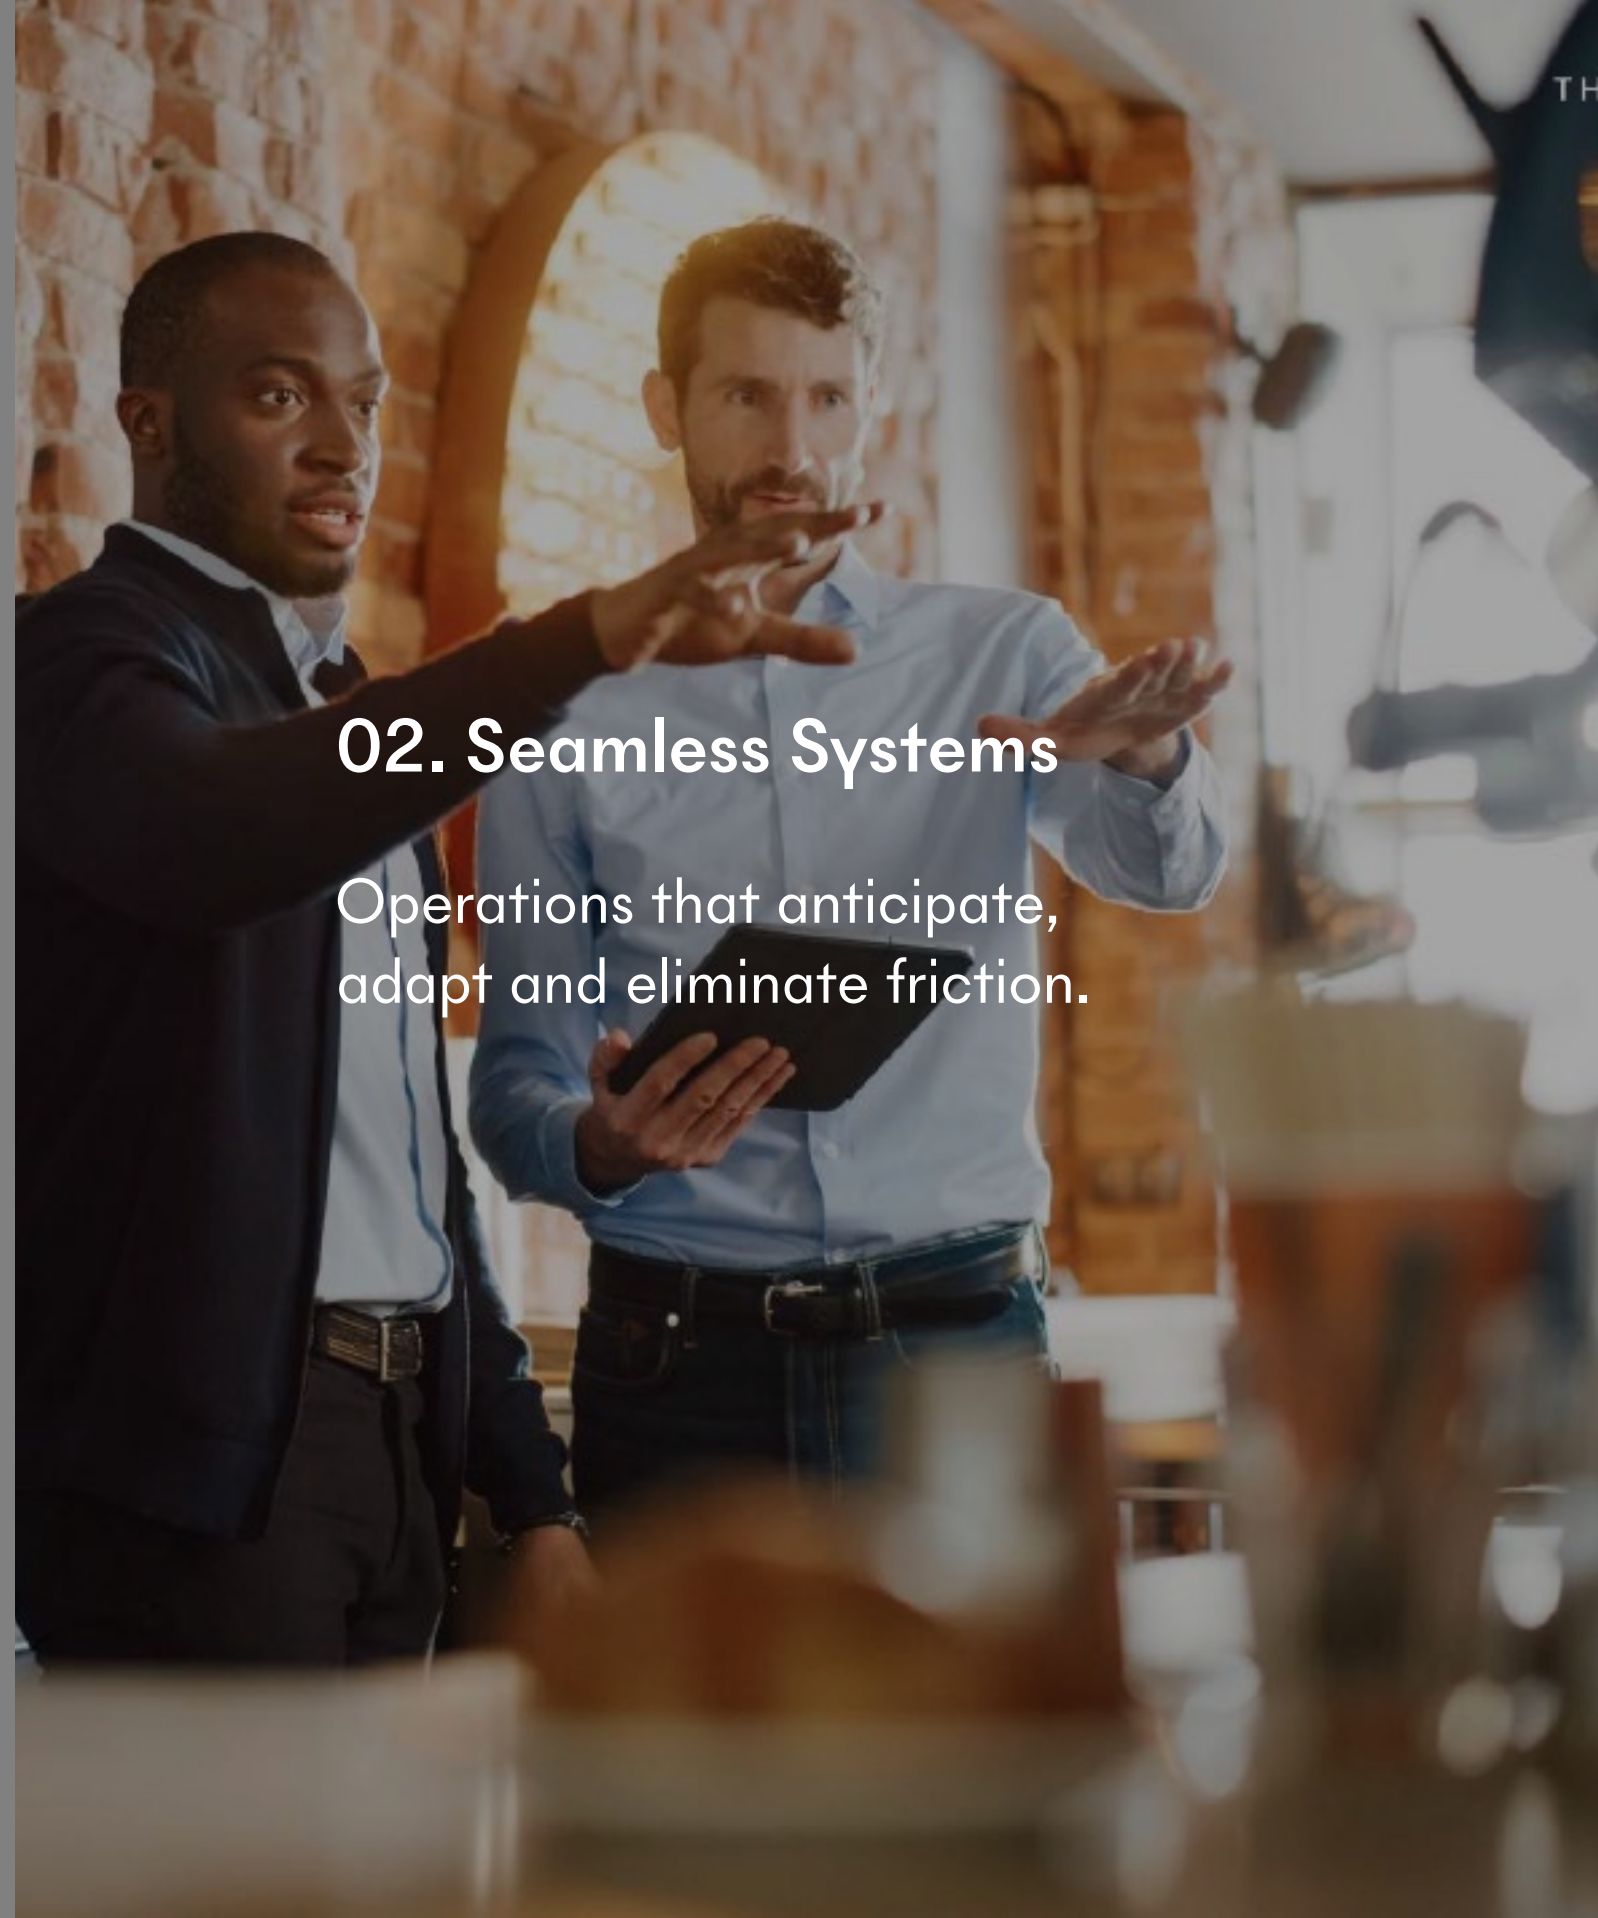 02. Seamless Systems
Operations that anticipate,
adapt and eliminate friction.